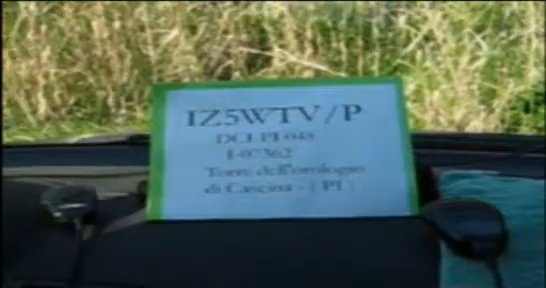 IZ5WTV/P
DCI-PI 048
I-07362
Torre dell'orologio
di Cascina - ( PI )